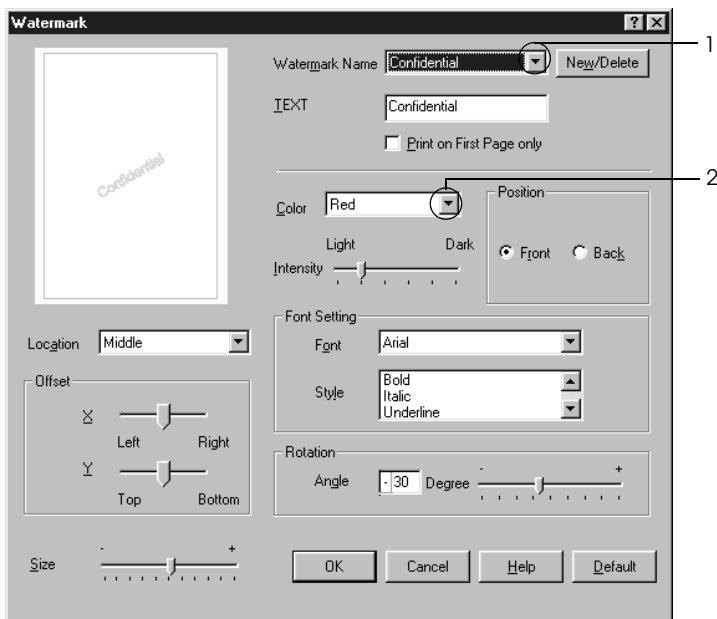 Watermark
1
Watermark Name Confidential New/Delete
TEXT Confidential
Print on First Page only
Confidential
2
Color Red
Position
Light Dark
Front Back
Intensity
Font Setting
Location Middle
Font Arial
Offset
Style Bold
Italic
Underline
X
Left Right
Rotation
Y
Angle - 30 Degree - +
Top Bottom
Size - +
OK Cancel Help Default